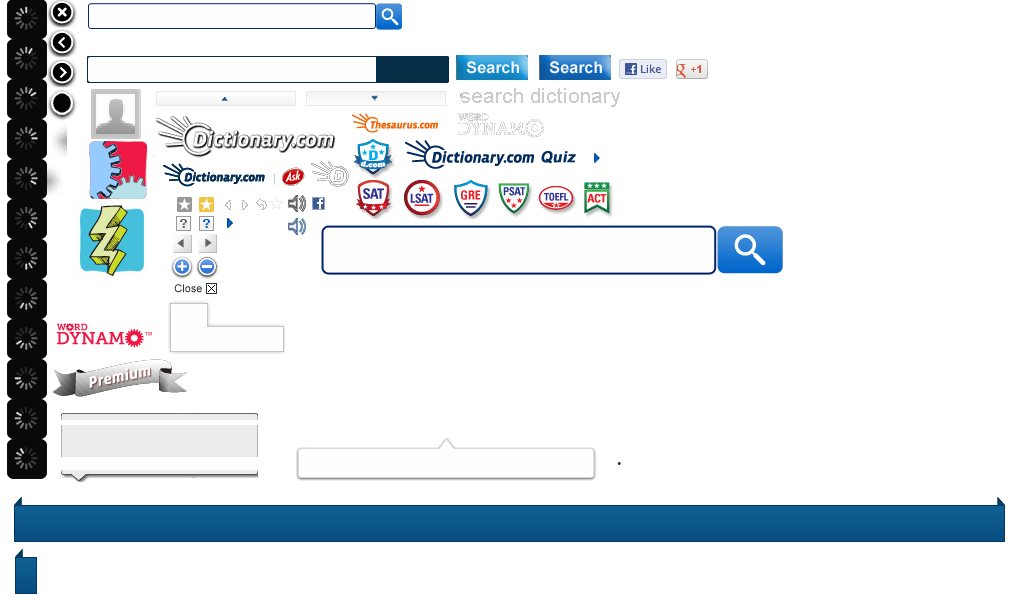 Search
Search
Like
+1
search dictionary
Dictionary.com
Thesaurus.com
WORD
DYNAMO
D
d.com
Dictionary.com Quiz
Dictionary.com
Ask
D
SAT
LSAT
GRE
PSAT
TOEFL
ACT
? ?
Close
WORD
DYNAMO™
Premium